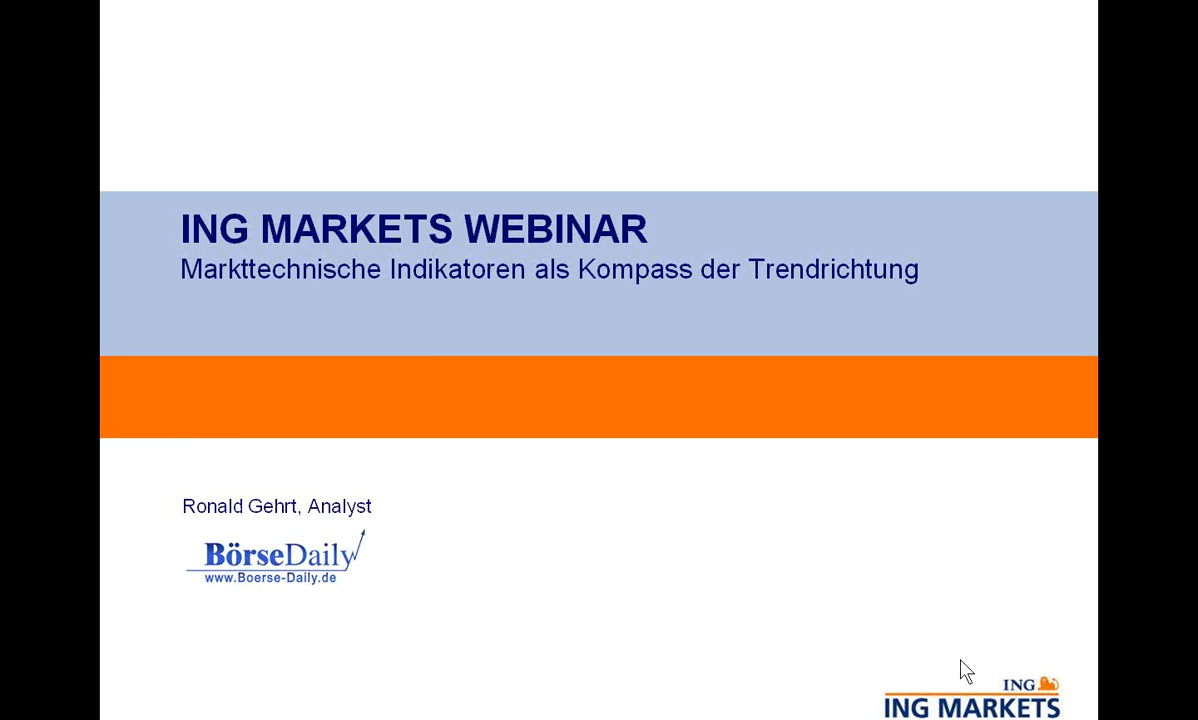 ING MARKETS WEBINAR
Markttechnische Indikatoren als Kompass der Trendrichtung
Ronald Gehrt, Analyst
BörseDaily
www.Boerse-Daily.de
ING
ING MARKETS